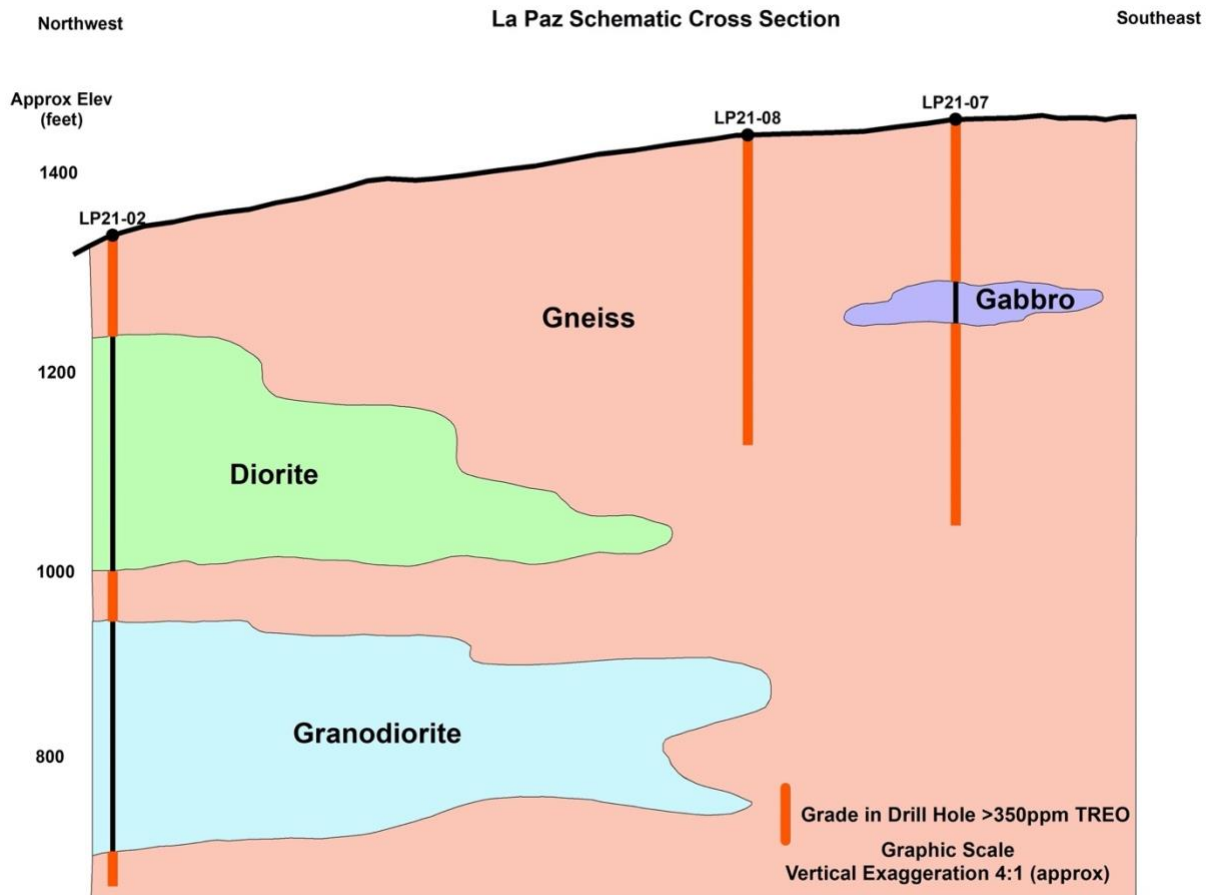 La Paz Schematic Cross Section
Northwest
Southeast
Approx Elev
(feet)
LP21-07
LP21-08
1400
LP21-02
Gabbro
Gneiss
1200
Diorite
1000
Granodiorite
800
Grade in Drill Hole >350ppm TREO
Graphic Scale
Vertical Exaggeration 4:1 (approx)